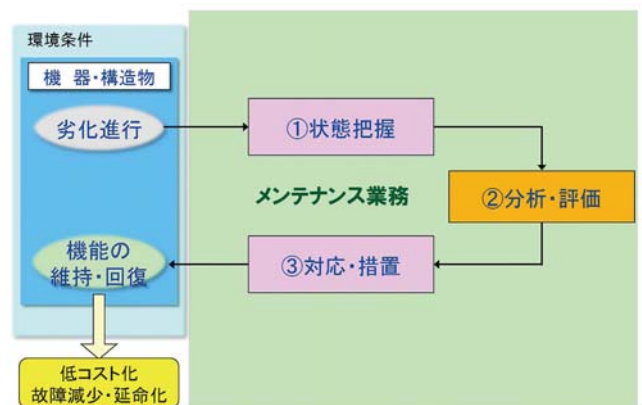 環境条件
機 器・構造物
劣化進行
①状態把握
メンテナンス業務
②分析・評価
機能の
維持・回復
③対応・措置
低コスト化
故障減少・延命化